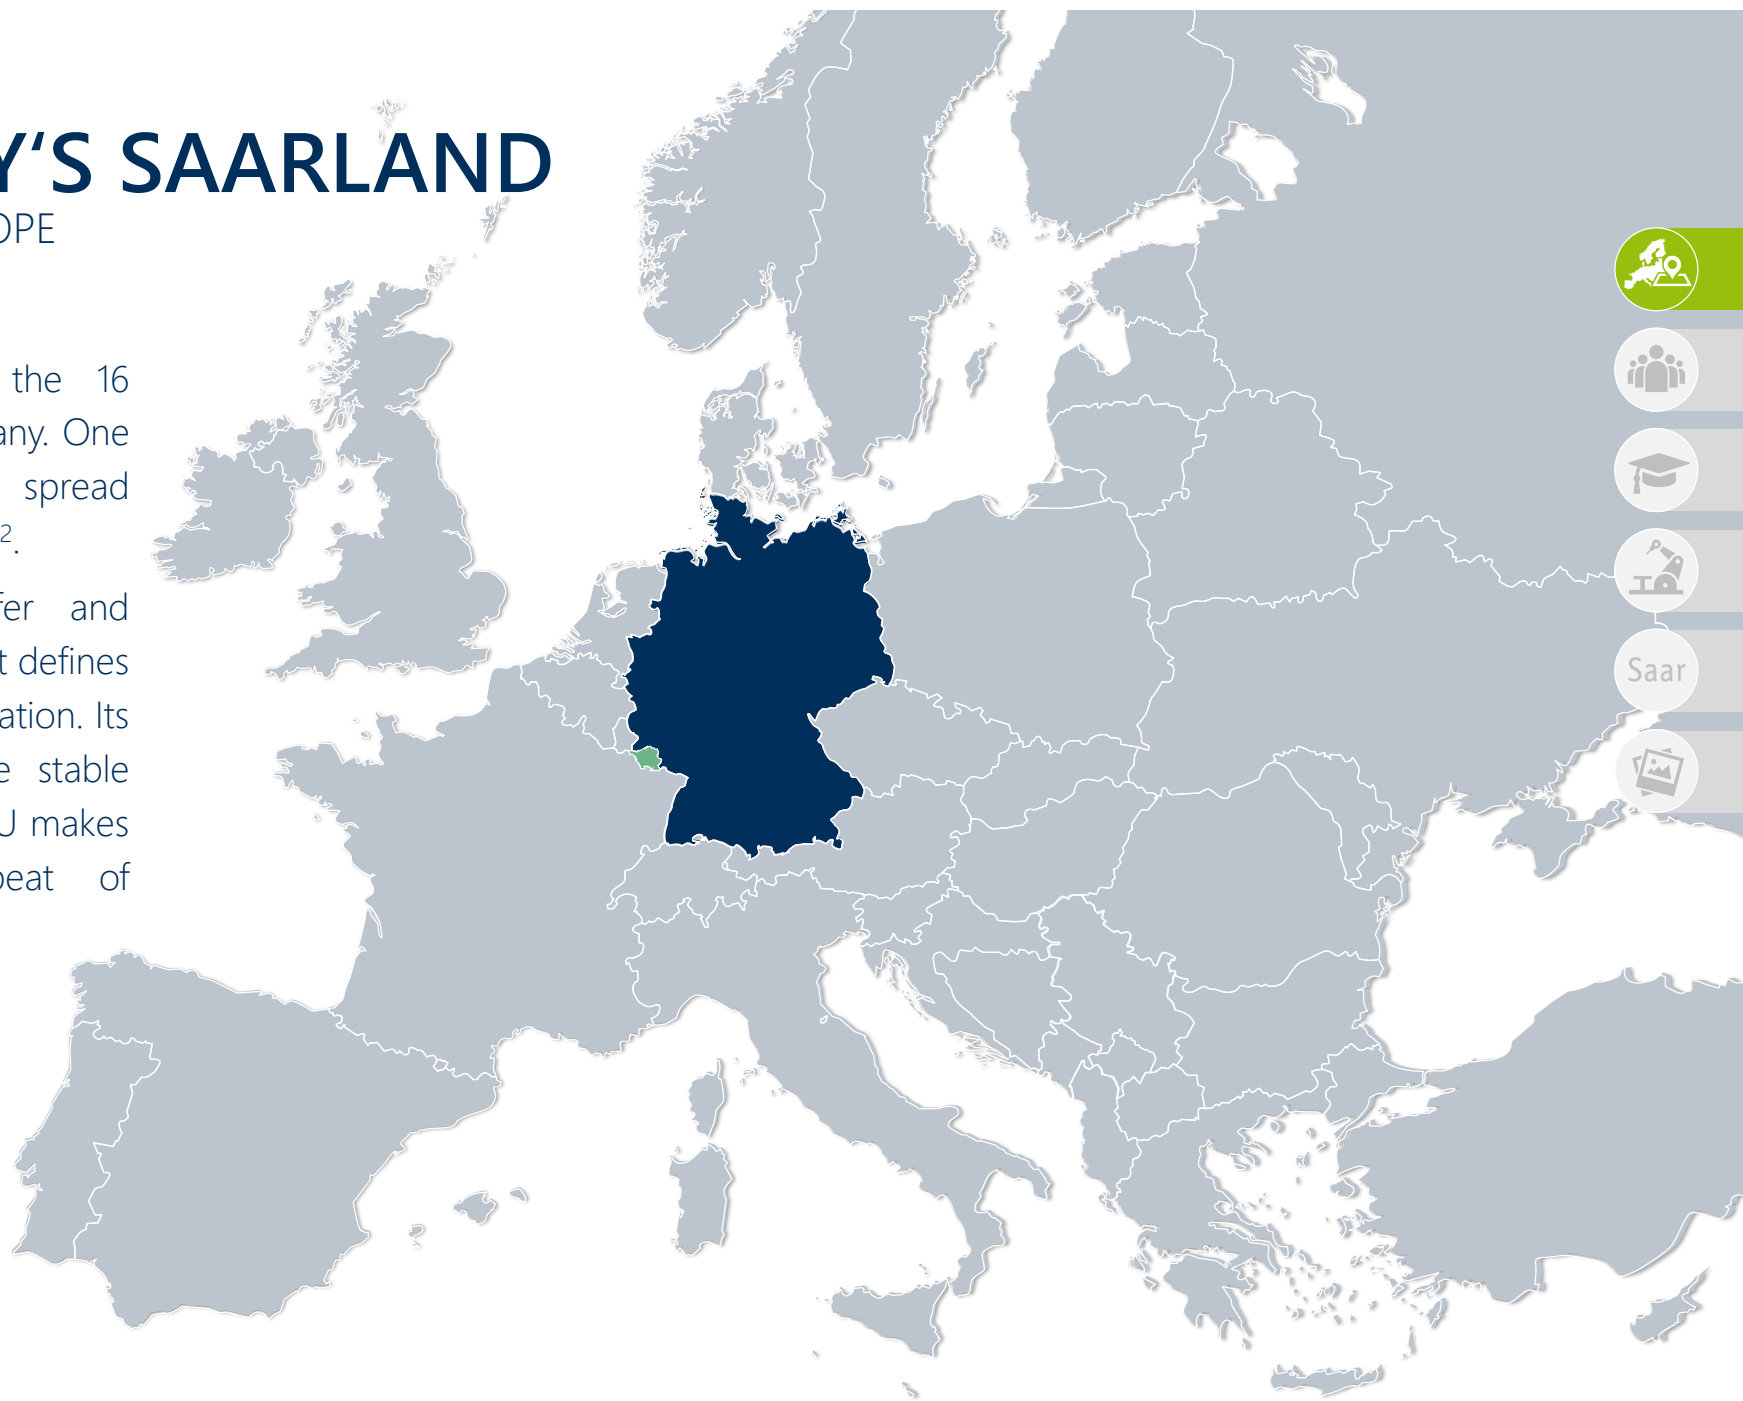 Y‘S SAARLAND
OPE
the 16
any. One
spread
2.
fer and
t defines
ation. Its
e stable
U makes
beat of
Saar